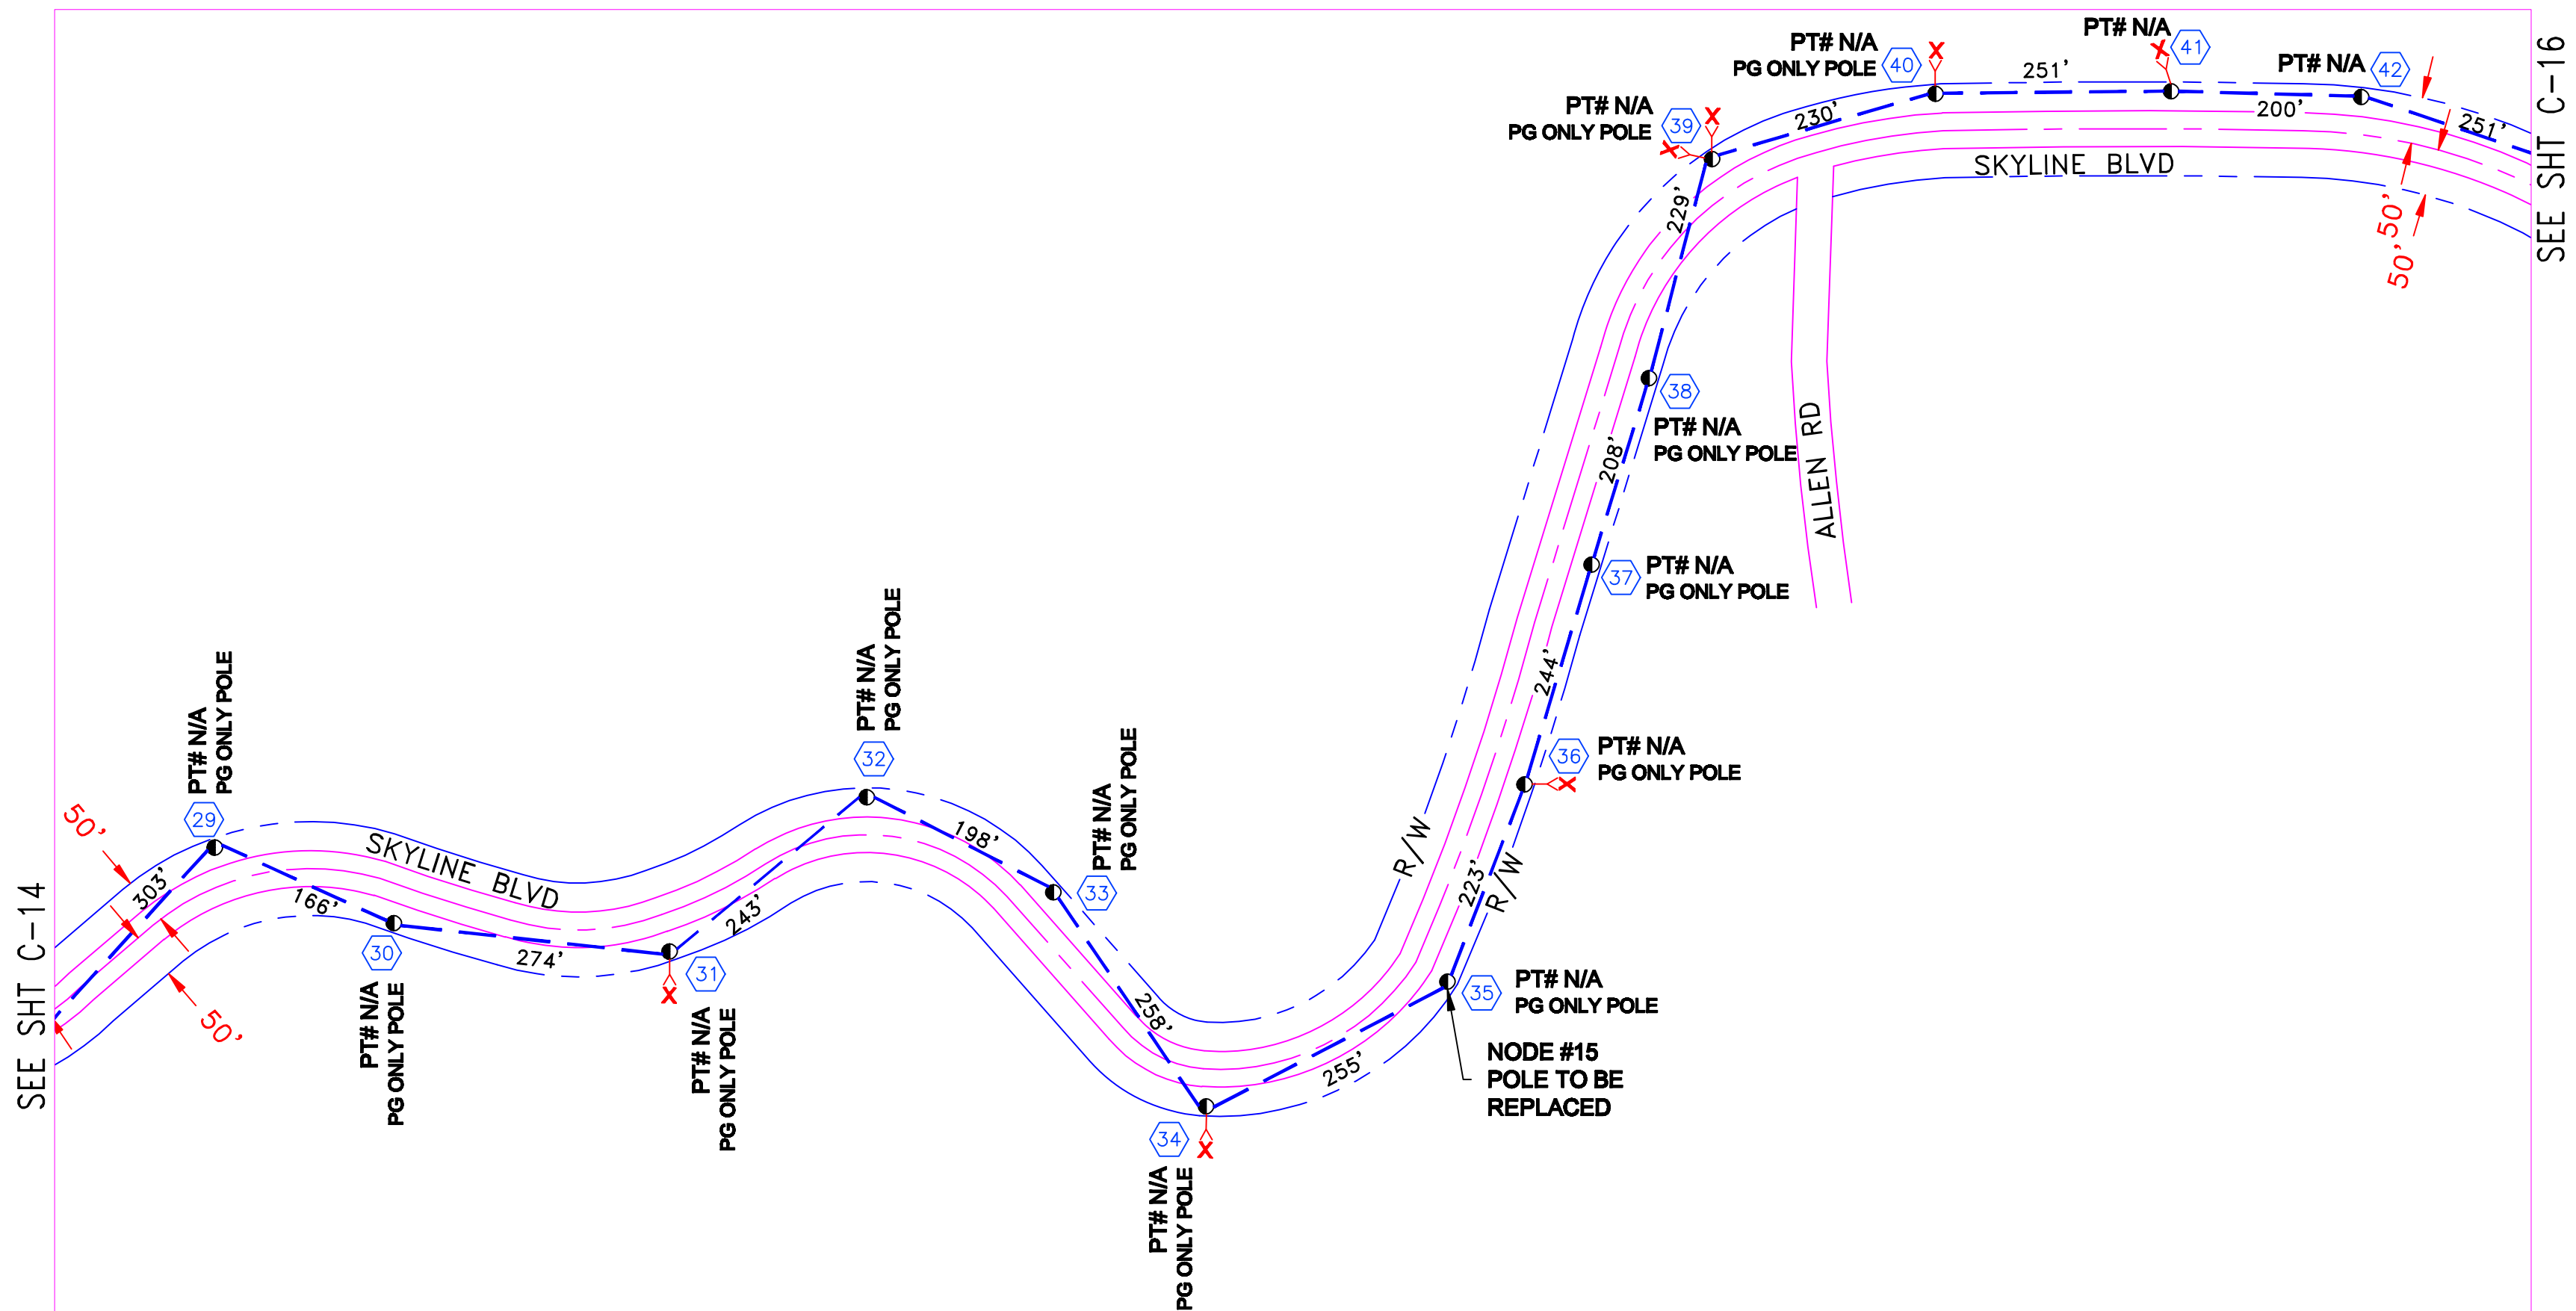 PT# N/A
41
PT# N/A
PG ONLY POLE
40
251'
PT# N/A
42
SEE SHT C-16
PT# N/A
PG ONLY POLE
39
230'
200'
251'
SKYLINE BLVD
50'
50'
229'
38
PT# N/A
PG ONLY POLE
208'
ALLEN RD
37
PT# N/A
PG ONLY POLE
244'
36
PT# N/A
PG ONLY POLE
R/W
R/W
223'
PT# N/A
PG ONLY POLE
32
PT# N/A
PG ONLY POLE
29
50'
SKYLINE BLVD
303'
166'
198'
PT# N/A
PG ONLY POLE
33
243'
274'
30
PT# N/A
PG ONLY POLE
31
PT# N/A
PG ONLY POLE
SEE SHT C-14
50'
258'
35
PT# N/A
PG ONLY POLE
NODE #15
POLE TO BE
REPLACED
255'
34
PT# N/A
PG ONLY POLE